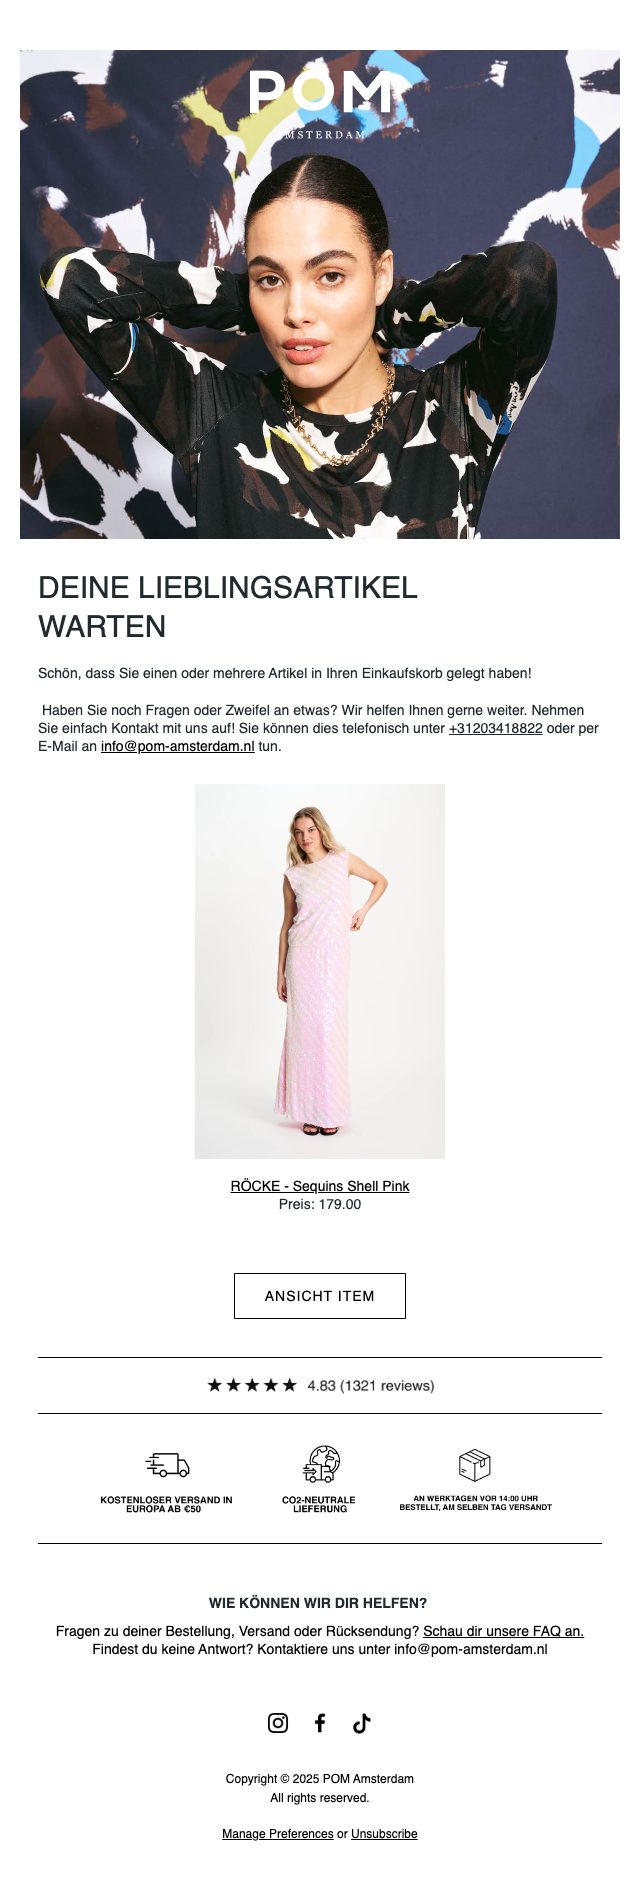 POM
AMSTERDAM
DEINE LIEBLINGSARTIKEL
WARTEN
Schön, dass Sie einen oder mehrere Artikel in Ihren Einkaufskorb gelegt haben!
Haben Sie noch Fragen oder Zweifel an etwas? Wir helfen Ihnen gerne weiter. Nehmen
Sie einfach Kontakt mit uns auf! Sie können dies telefonisch unter +31203418822 oder per
E-Mail an info@pom-amsterdam.nl tun.
RÖCKE - Sequins Shell Pink
Preis: 179.00
ANSICHT ITEM
★★★★★ 4.83 (1321 reviews)
KOSTENLOSER VERSAND IN
EUROPA AB €50
CO2-NEUTRALE
LIEFERUNG
AN WERKTAGEN VOR 14:00 UHR
BESTELLT, AM SELBEN TAG VERSANDT
WIE KÖNNEN WIR DIR HELFEN?
Fragen zu deiner Bestellung, Versand oder Rücksendung? Schau dir unsere FAQ an.
Findest du keine Antwort? Kontaktiere uns unter info@pom-amsterdam.nl
Copyright © 2025 POM Amsterdam
All rights reserved.
Manage Preferences or Unsubscribe